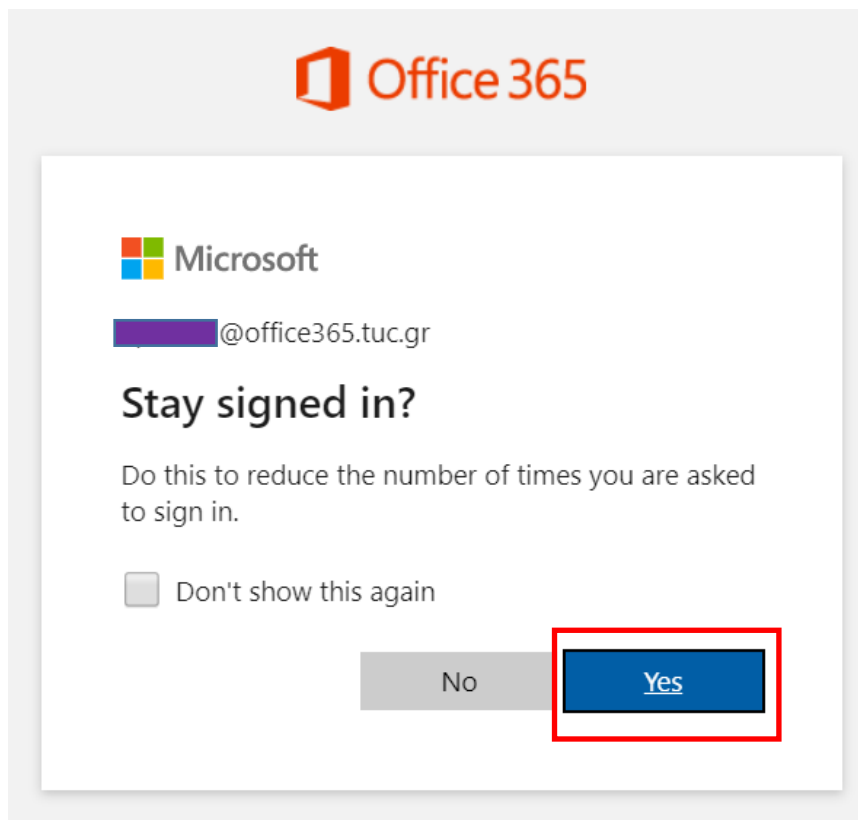 Office 365
Microsoft
@office365.tuc.gr
Stay signed in?
Do this to reduce the number of times you are asked
to sign in.
Don't show this again
No Yes